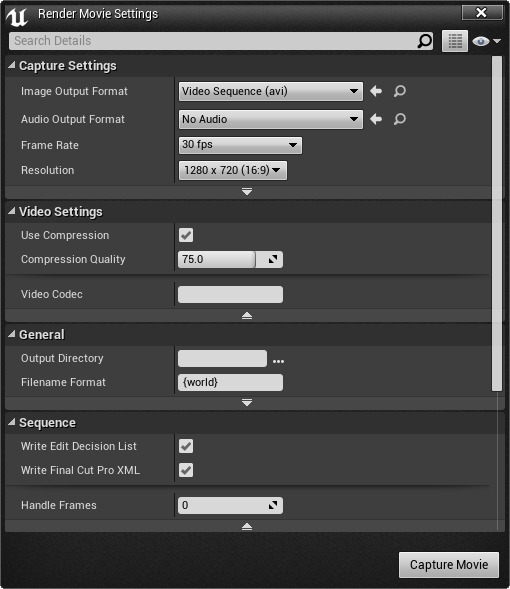 Render Movie Settings
Search Details
Capture Settings
Image Output Format Video Sequence (avi)
Audio Output Format No Audio
Frame Rate 30 fps
Resolution 1280 x 720 (16:9)
Video Settings
Use Compression
Compression Quality 75.0
Video Codec
General
Output Directory ...
Filename Format {world}
Sequence
Write Edit Decision List
Write Final Cut Pro XML
Handle Frames 0
Capture Movie